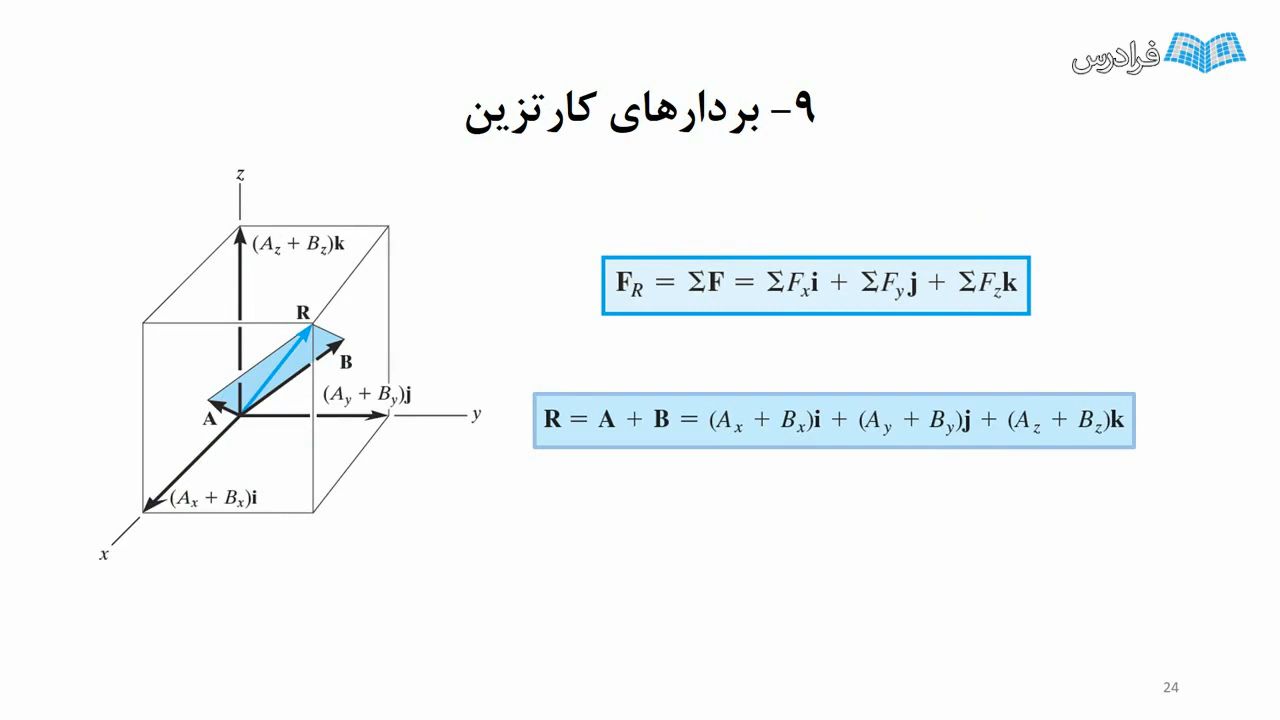 فرادرس
۹- بردارهای کارتزین
z
(A_z + B_z)k
R
B
(A_y + B_y)j
A
y
(A_x + B_x)i
x
F_R = ΣF = ΣF_x i + ΣF_y j + ΣF_z k
R = A + B = (A_x + B_x)i + (A_y + B_y)j + (A_z + B_z)k
24